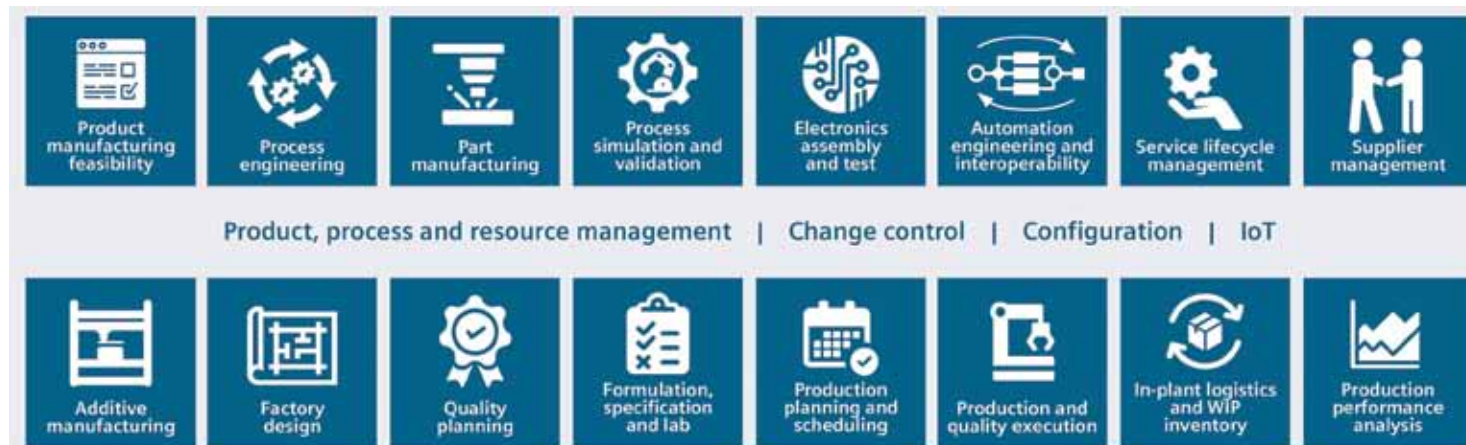 Product
manufacturing
feasibility
Process
engineering
Part
manufacturing
Process
simulation and
validation
Electronics
assembly
and test
Automation
engineering and
interoperability
Service lifecycle
management
Supplier
management
Product, process and resource management | Change control | Configuration | IoT
Additive
manufacturing
Factory
design
Quality
planning
Formulation,
specification
and lab
Production
planning and
scheduling
Production and
quality execution
In-plant logistics
and WIP
inventory
Production
performance
analysis